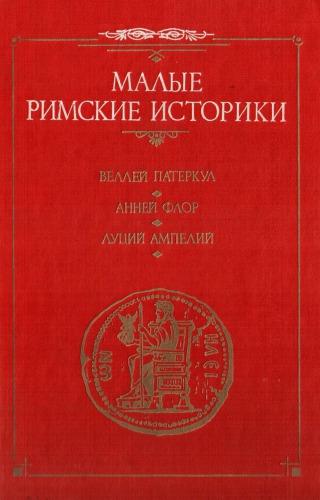 МАЛЫЕ
РИМСКИЕ ИСТОРИКИ
ВЕЛЛЕЙ ПАТЕРКУЛ
АННЕЙ ФЛОР
ЛУЦИЙ АМПЕЛИЙ